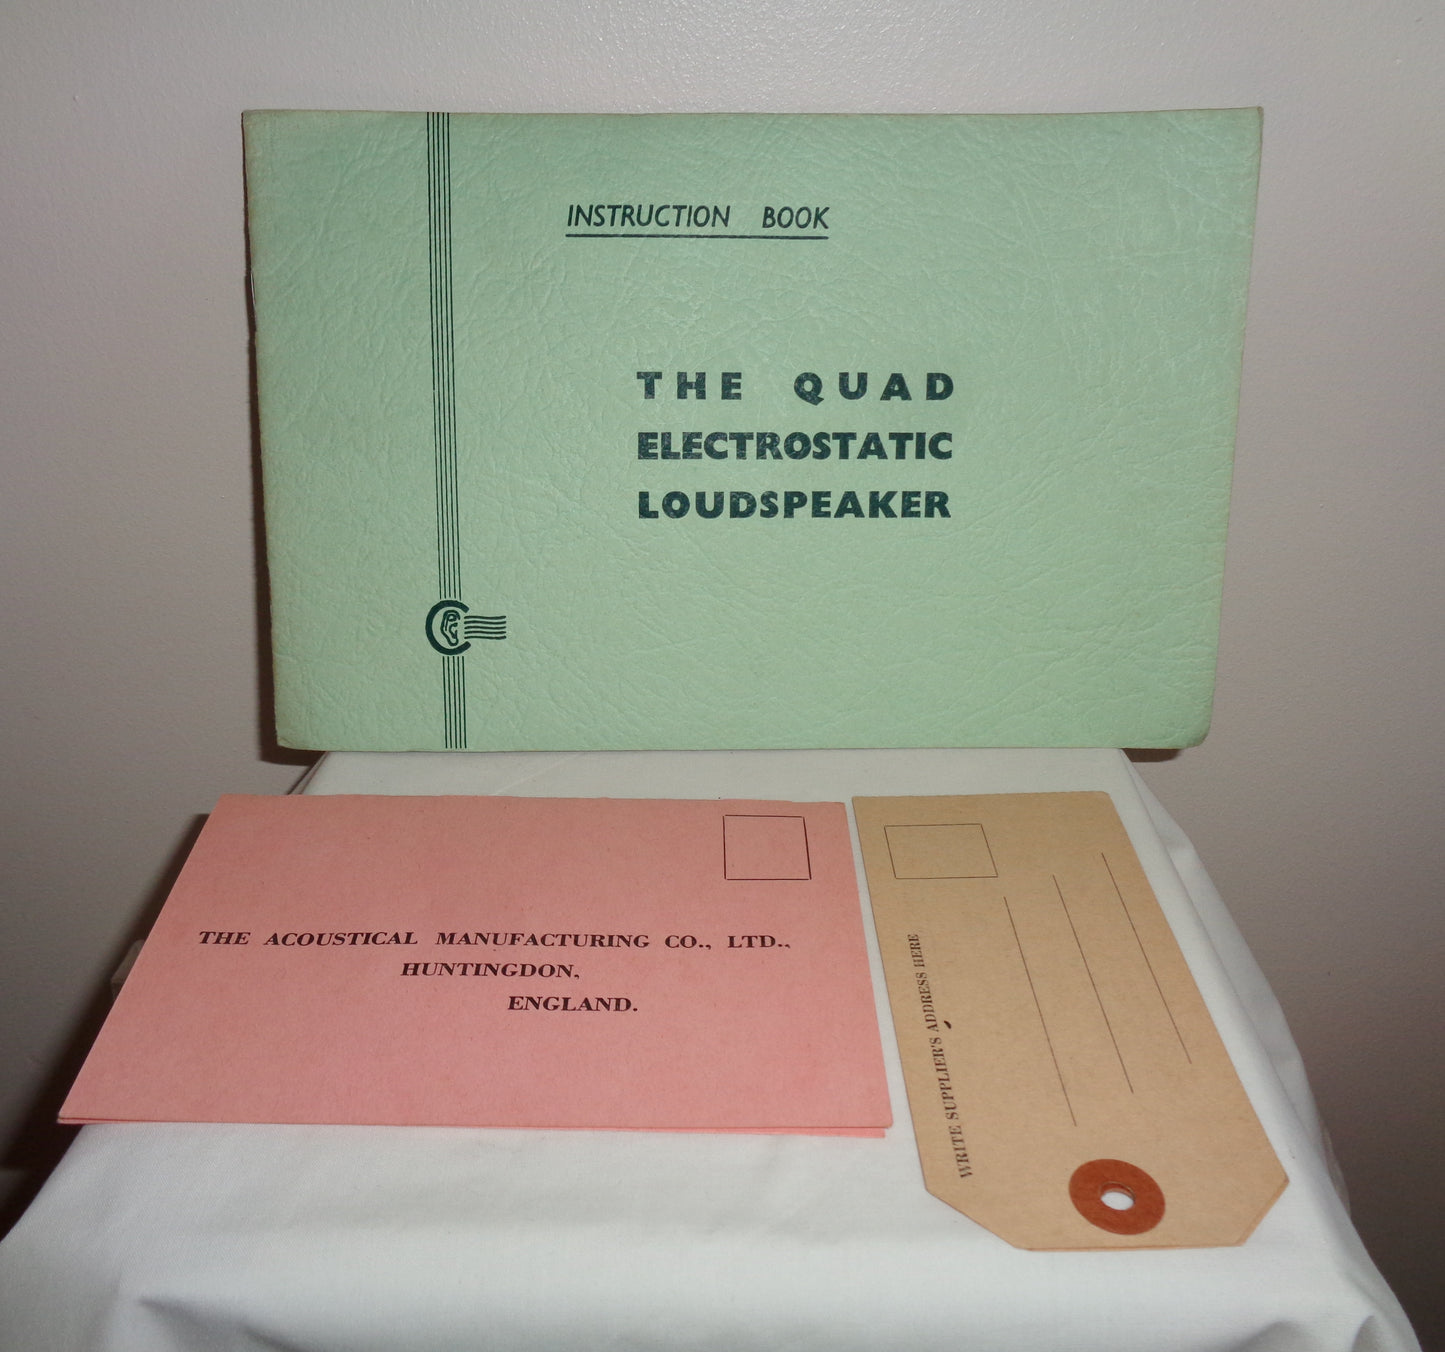 INSTRUCTION BOOK
THE QUAD
ELECTROSTATIC
LOUDSPEAKER
THE ACOUSTICAL MANUFACTURING CO., LTD.,
HUNTINGDON,
ENGLAND.
WRITE SUPPLIER'S ADDRESS HERE